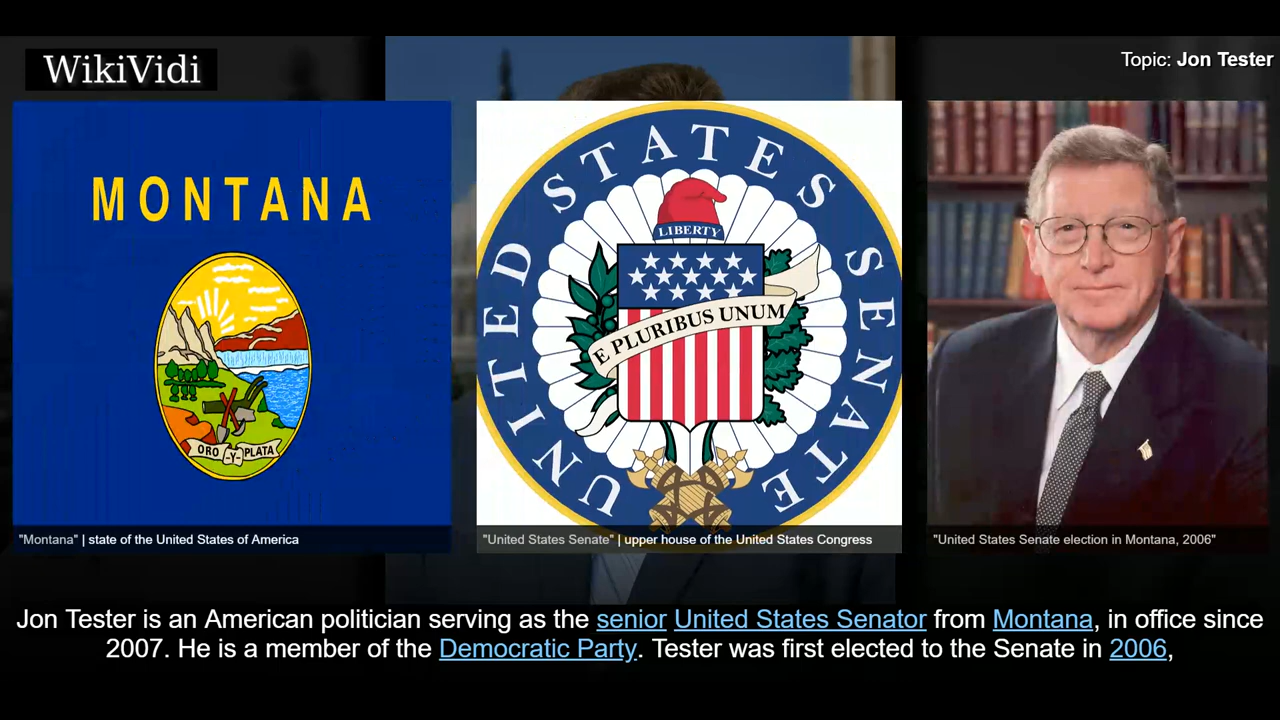 WikiVidi
Topic: Jon Tester
MONTANA
ORO -Y- PLATA
"Montana" | state of the United States of America
UNITED STATES SENATE
LIBERTY
E PLURIBUS UNUM
"United States Senate" | upper house of the United States Congress
"United States Senate election in Montana, 2006"
Jon Tester is an American politician serving as the senior United States Senator from Montana, in office since
2007. He is a member of the Democratic Party. Tester was first elected to the Senate in 2006,